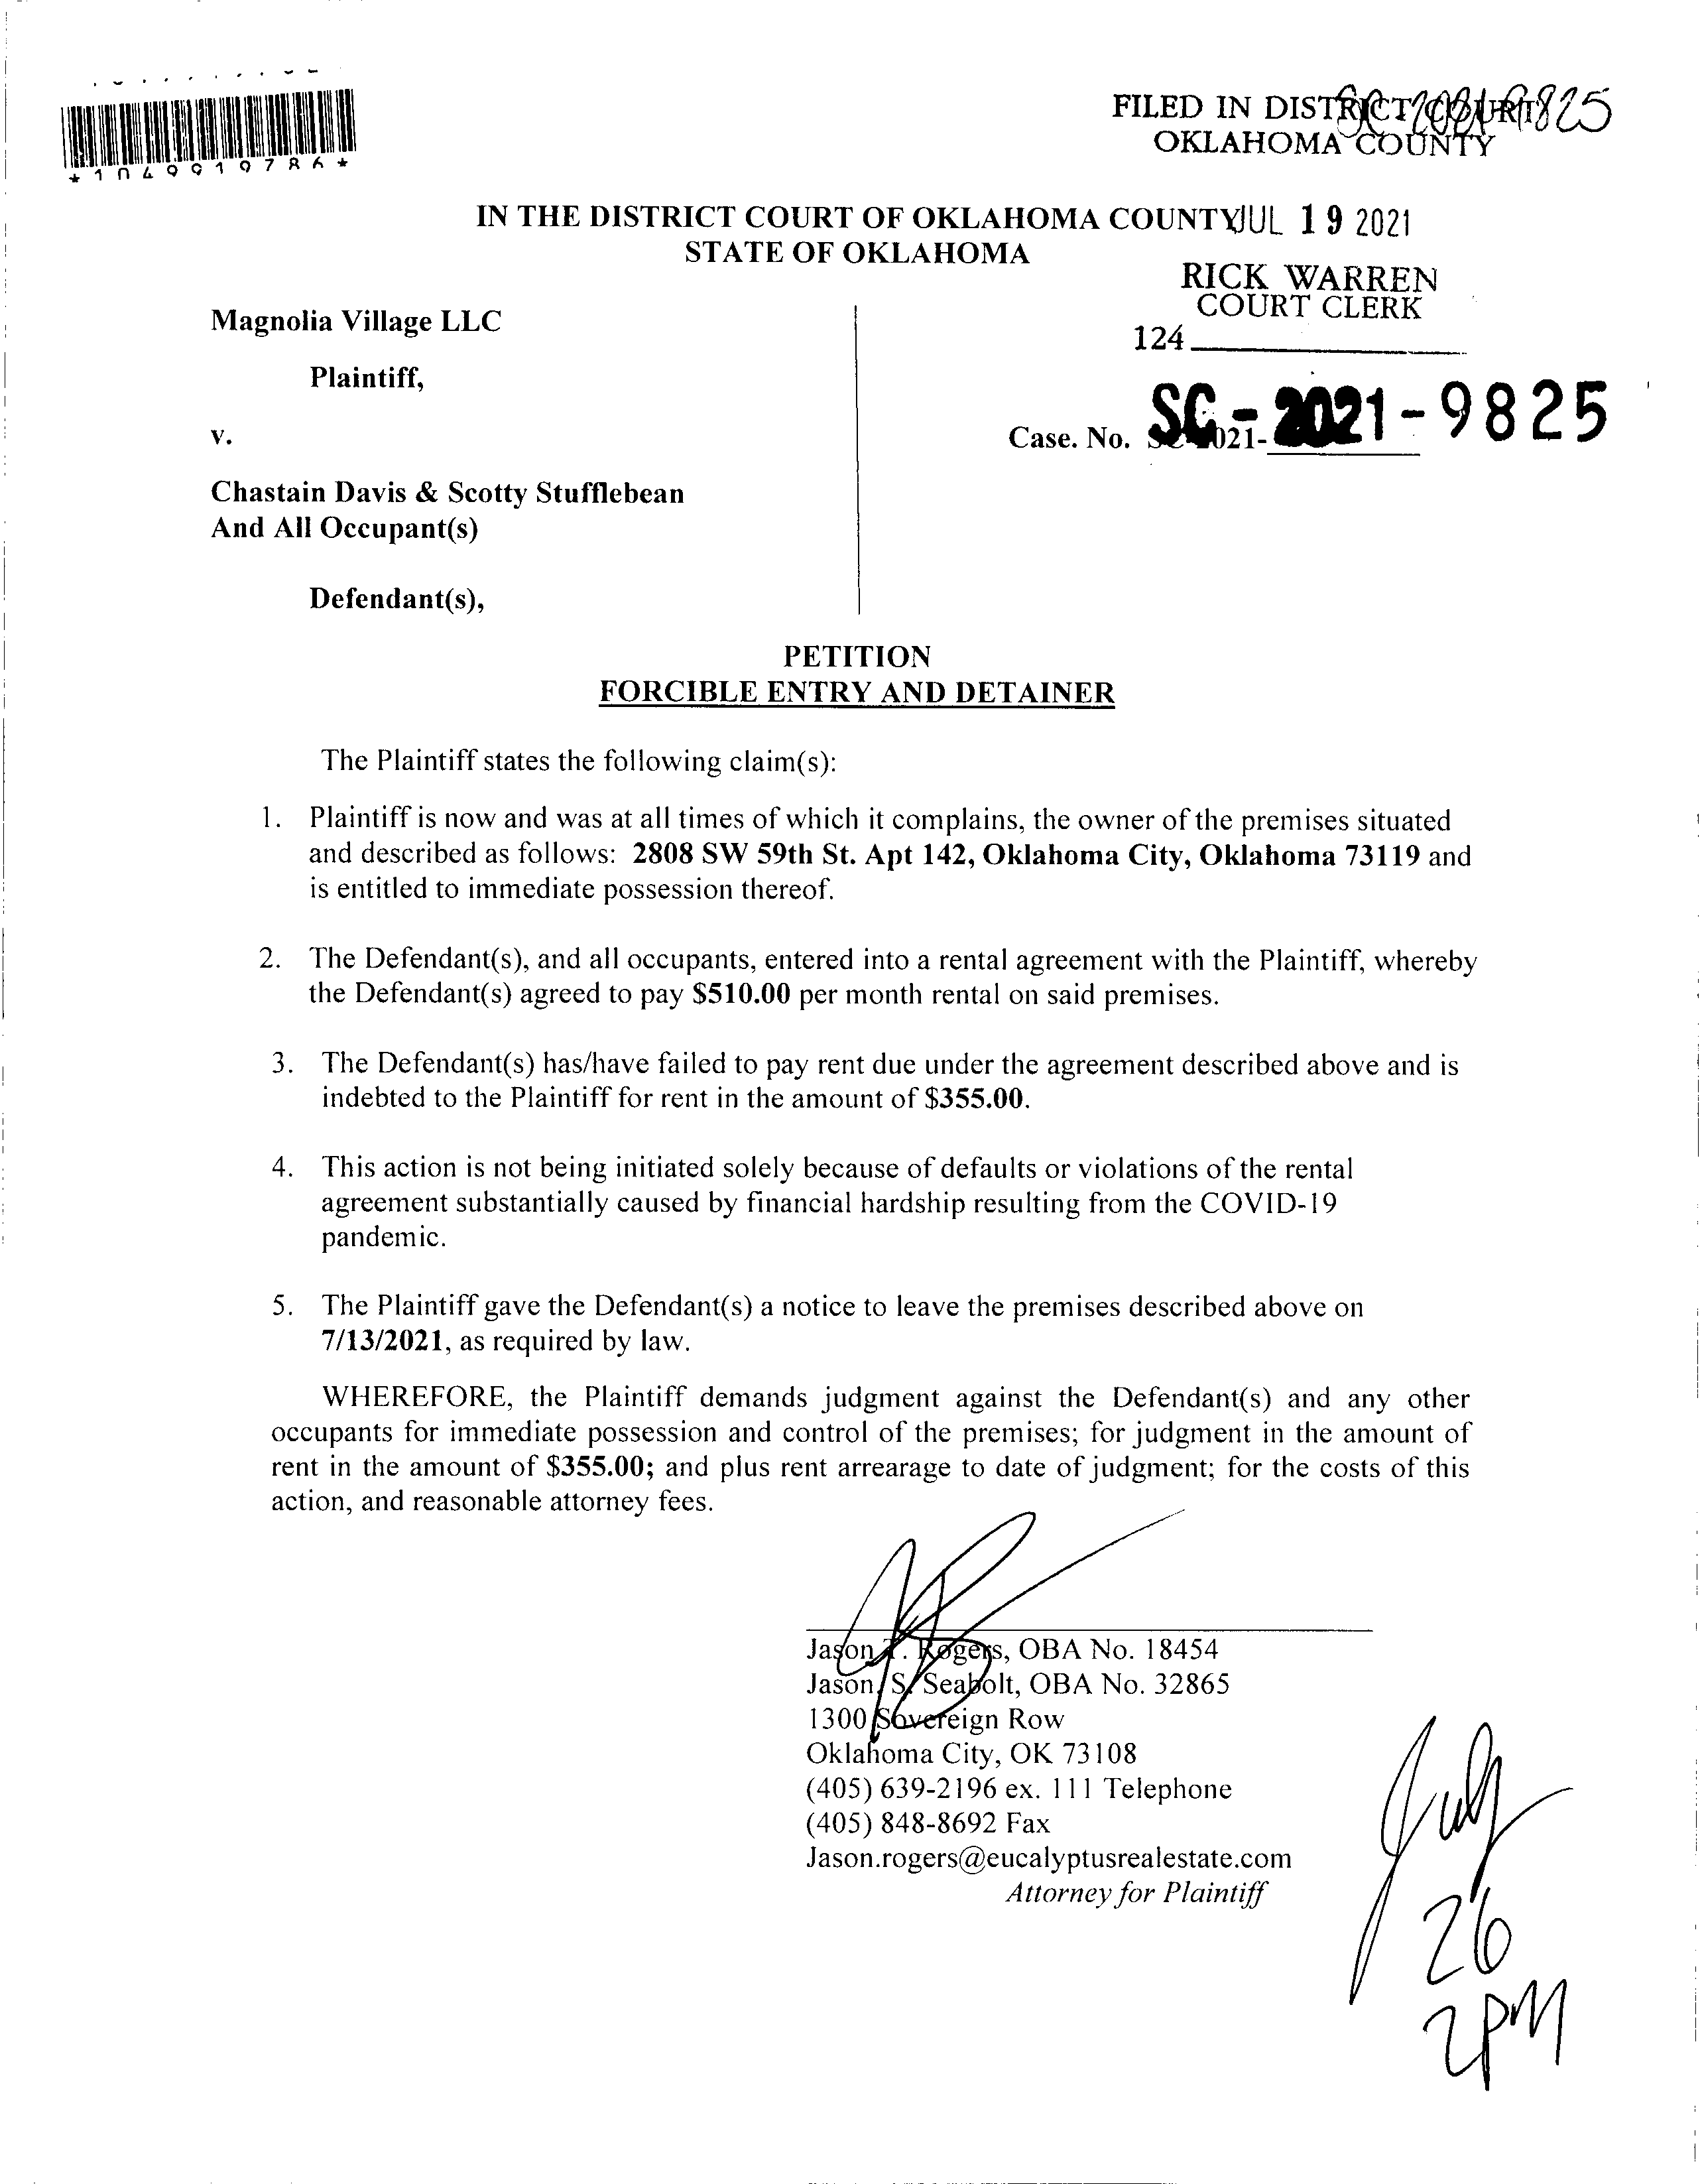 *1049919786*
FILED IN DISTRICT COURT
SC 2021 9825
OKLAHOMA COUNTY
IN THE DISTRICT COURT OF OKLAHOMA COUNTY
JUL 19 2021
STATE OF OKLAHOMA
RICK WARREN
COURT CLERK
124
Magnolia Village LLC
Plaintiff,
v.
Case. No. SC-2021-
SC-2021-9825
Chastain Davis & Scotty Stufflebean
And All Occupant(s)
Defendant(s),
PETITION
FORCIBLE ENTRY AND DETAINER
The Plaintiff states the following claim(s):
1. Plaintiff is now and was at all times of which it complains, the owner of the premises situated
and described as follows: 2808 SW 59th St. Apt 142, Oklahoma City, Oklahoma 73119 and
is entitled to immediate possession thereof.
2. The Defendant(s), and all occupants, entered into a rental agreement with the Plaintiff, whereby
the Defendant(s) agreed to pay $510.00 per month rental on said premises.
3. The Defendant(s) has/have failed to pay rent due under the agreement described above and is
indebted to the Plaintiff for rent in the amount of $355.00.
4. This action is not being initiated solely because of defaults or violations of the rental
agreement substantially caused by financial hardship resulting from the COVID-19
pandemic.
5. The Plaintiff gave the Defendant(s) a notice to leave the premises described above on
7/13/2021, as required by law.
WHEREFORE, the Plaintiff demands judgment against the Defendant(s) and any other
occupants for immediate possession and control of the premises; for judgment in the amount of
rent in the amount of $355.00; and plus rent arrearage to date of judgment; for the costs of this
action, and reasonable attorney fees.
Jason T. Rogers, OBA No. 18454
Jason S. Seabolt, OBA No. 32865
1300 Sovereign Row
Oklahoma City, OK 73108
(405) 639-2196 ex. 111 Telephone
(405) 848-8692 Fax
Jason.rogers@eucalyptusrealestate.com
Attorney for Plaintiff
July
26
2PM